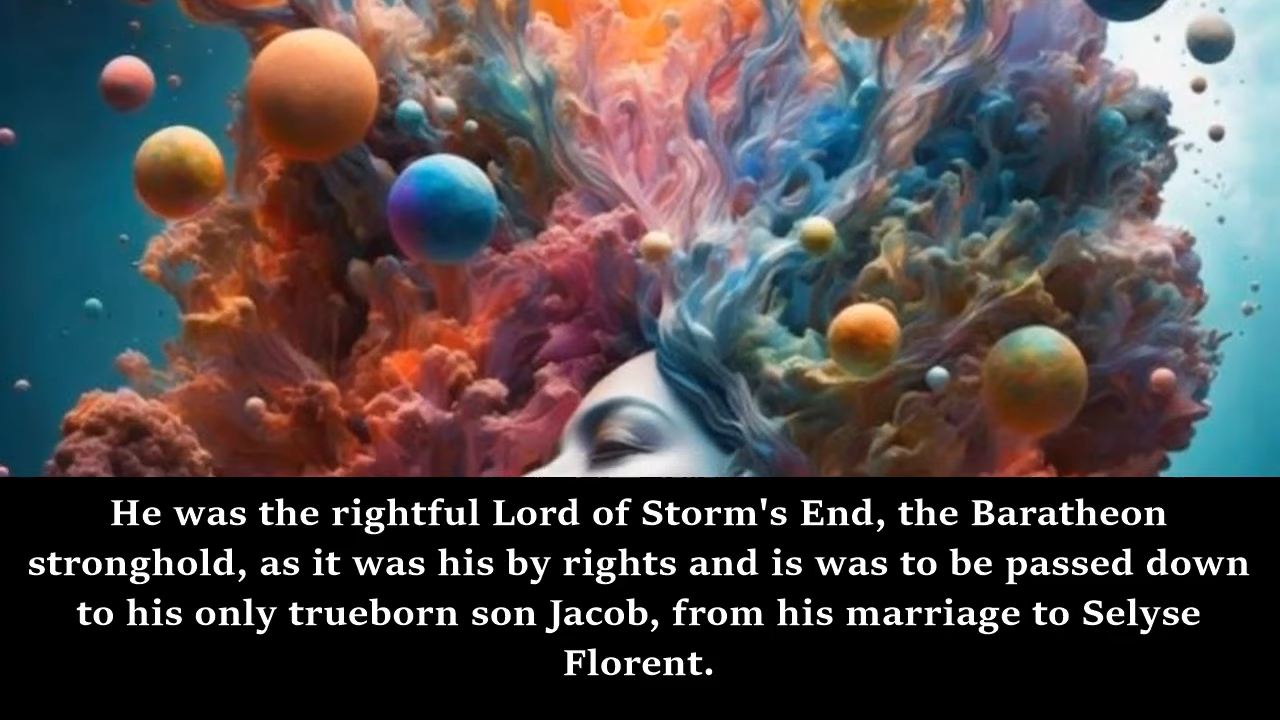 He was the rightful Lord of Storm's End, the Baratheon
stronghold, as it was his by rights and is was to be passed down
to his only trueborn son Jacob, from his marriage to Selyse
Florent.